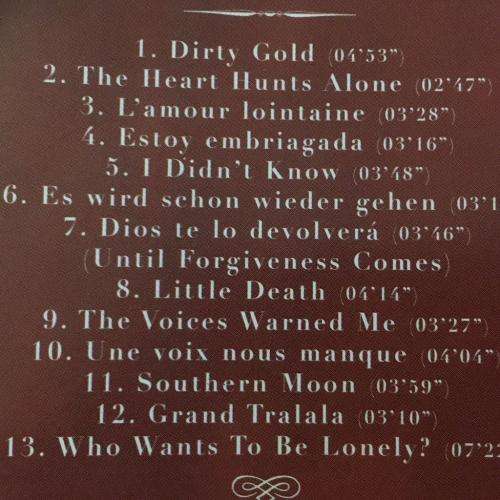 1. Dirty Gold (04'53")
2. The Heart Hunts Alone (02'47")
3. L'amour lointaine (03'28")
4. Estoy embriagada (03'16")
5. I Didn't Know (03'48")
6. Es wird schon wieder gehen (03'1
7. Dios te lo devolverá (03'46")
(Until Forgiveness Comes)
8. Little Death (04'14")
9. The Voices Warned Me (03'27")
10. Une voix nous manque (04'04"
11. Southern Moon (03'59")
12. Grand Tralala (03'10")
13. Who Wants To Be Lonely? (07'22